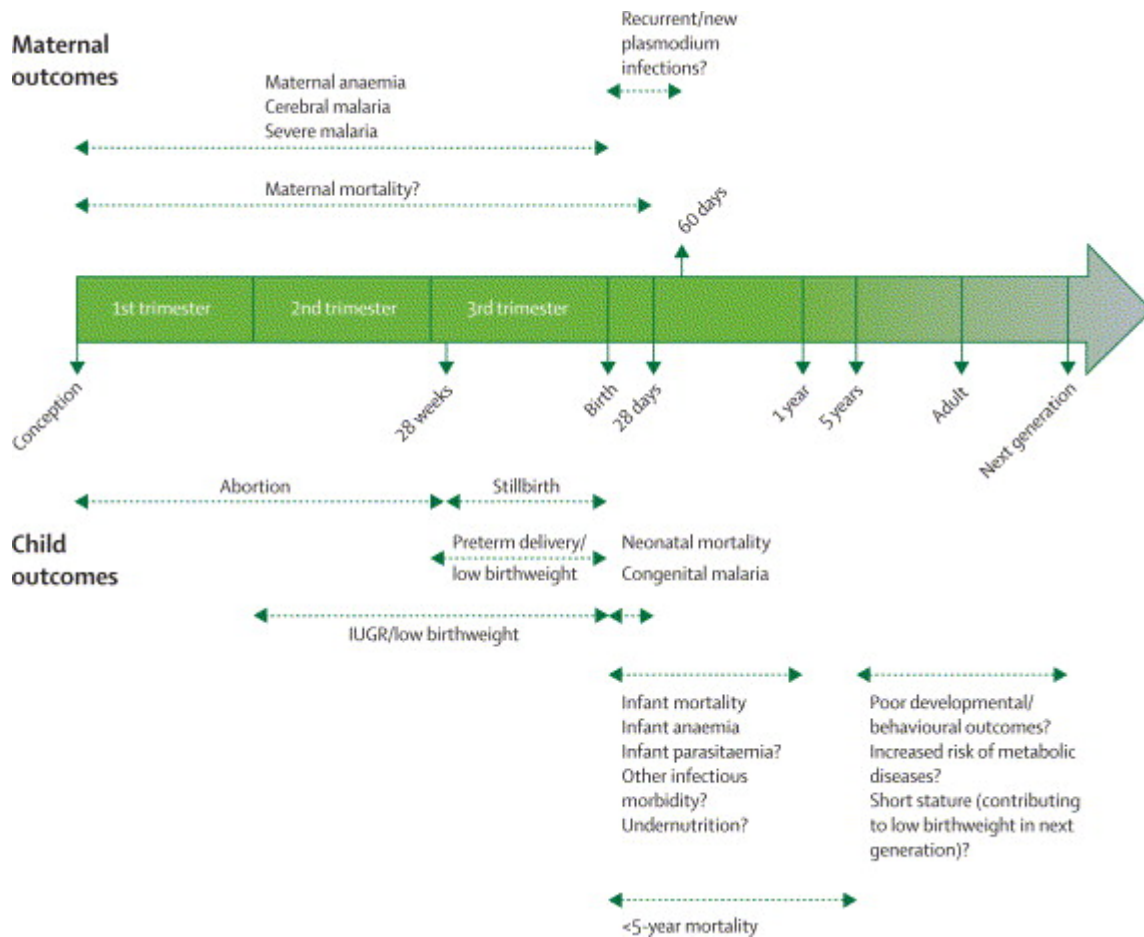 Maternal
outcomes
Recurrent/new
plasmodium
infections?
Maternal anaemia
Cerebral malaria
Severe malaria
Maternal mortality?
60 days
1st trimester
2nd trimester
3rd trimester
Conception
28 weeks
Birth
28 days
1 year
5 years
Adult
Next generation
Abortion
Stillbirth
Child
outcomes
Preterm delivery/
low birthweight
Neonatal mortality
Congenital malaria
IUGR/low birthweight
Infant mortality
Infant anaemia
Infant parasitaemia?
Other infectious
morbidity?
Undernutrition?
Poor developmental/
behavioural outcomes?
Increased risk of metabolic
diseases?
Short stature (contributing
to low birthweight in next
generation)?
<5-year mortality